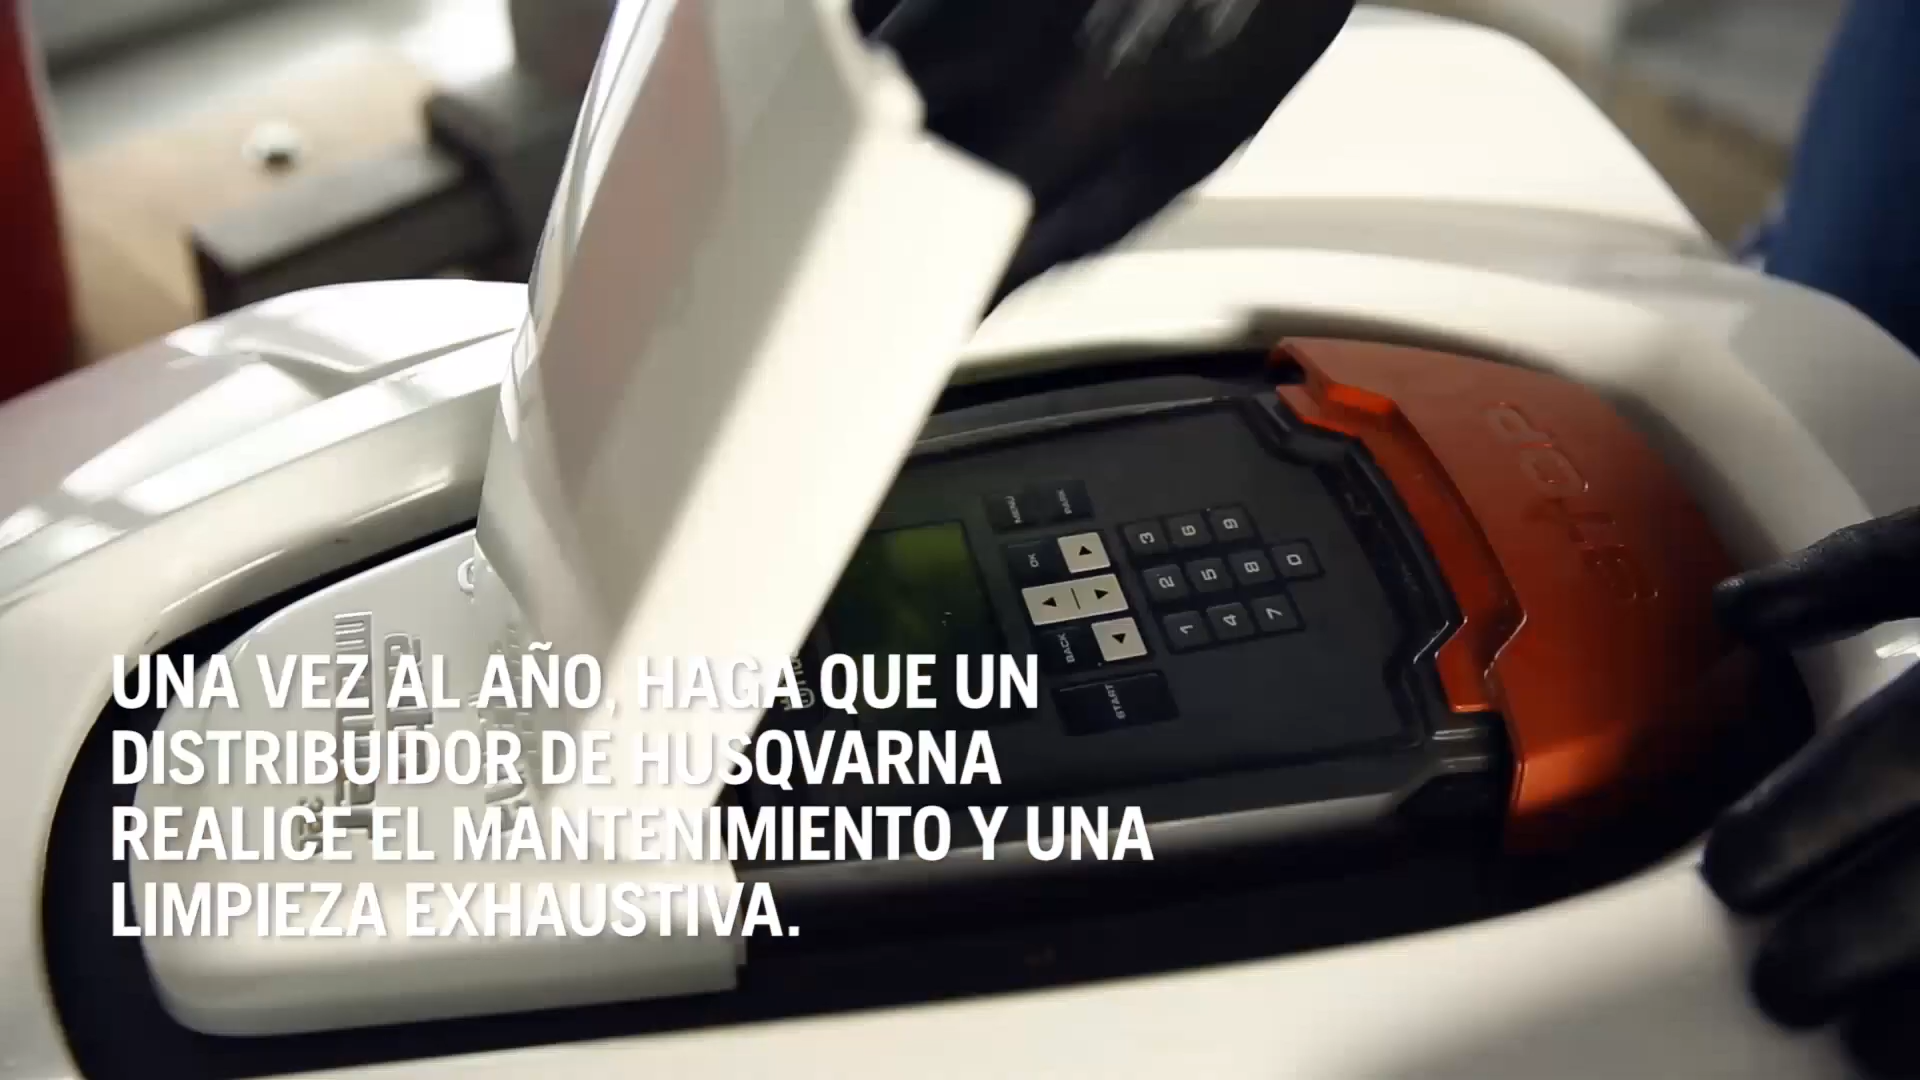 UNA VEZ AL AÑO, HAGA QUE UN
DISTRIBUIDOR DE HUSQVARNA
REALICE EL MANTENIMIENTO Y UNA
LIMPIEZA EXHAUSTIVA.
STOP
MENU
PARK
OK
BACK
START
3 6 9
2 5 8 0
1 4 7